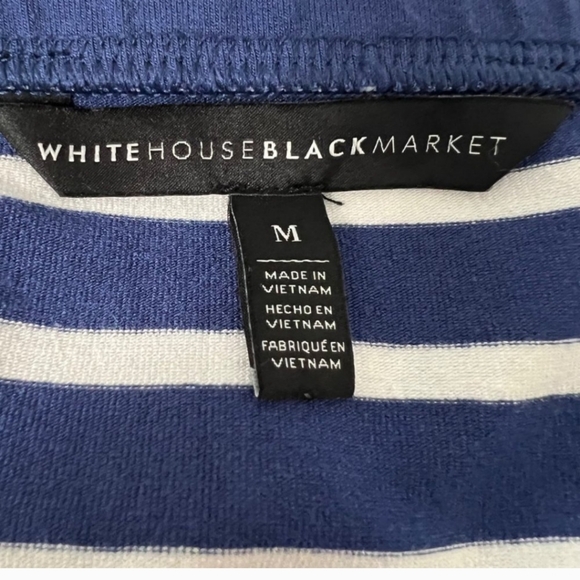 WHITEHOUSEBLACKMARKET
M
MADE IN
VIETNAM
HECHO EN
VIETNAM
FABRIQUÉ EN
VIETNAM